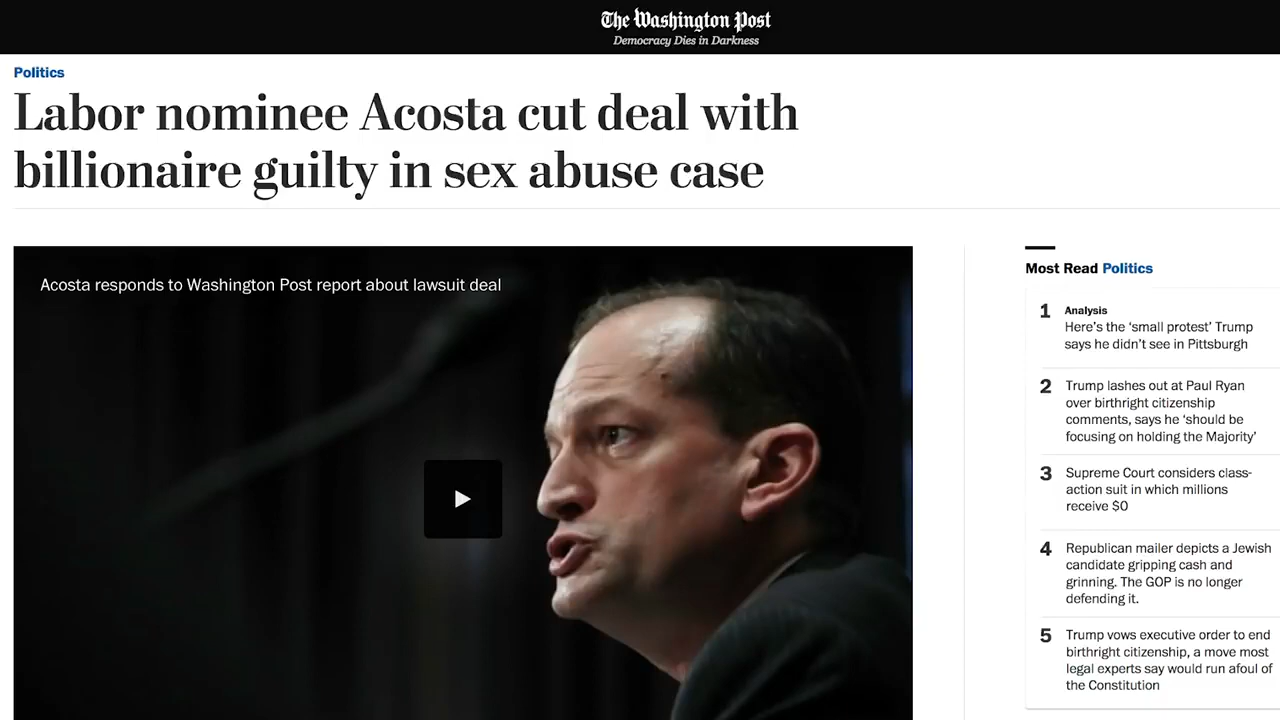 The Washington Post
Democracy Dies in Darkness
Politics
Labor nominee Acosta cut deal with
billionaire guilty in sex abuse case
Acosta responds to Washington Post report about lawsuit deal
Most Read Politics
1 Analysis
Here's the ‘small protest’ Trump
says he didn't see in Pittsburgh
2 Trump lashes out at Paul Ryan
over birthright citizenship
comments, says he ‘should be
focusing on holding the Majority’
3 Supreme Court considers class-
action suit in which millions
receive $0
4 Republican mailer depicts a Jewish
candidate gripping cash and
grinning. The GOP is no longer
defending it.
5 Trump vows executive order to end
birthright citizenship, a move most
legal experts say would run afoul of
the Constitution